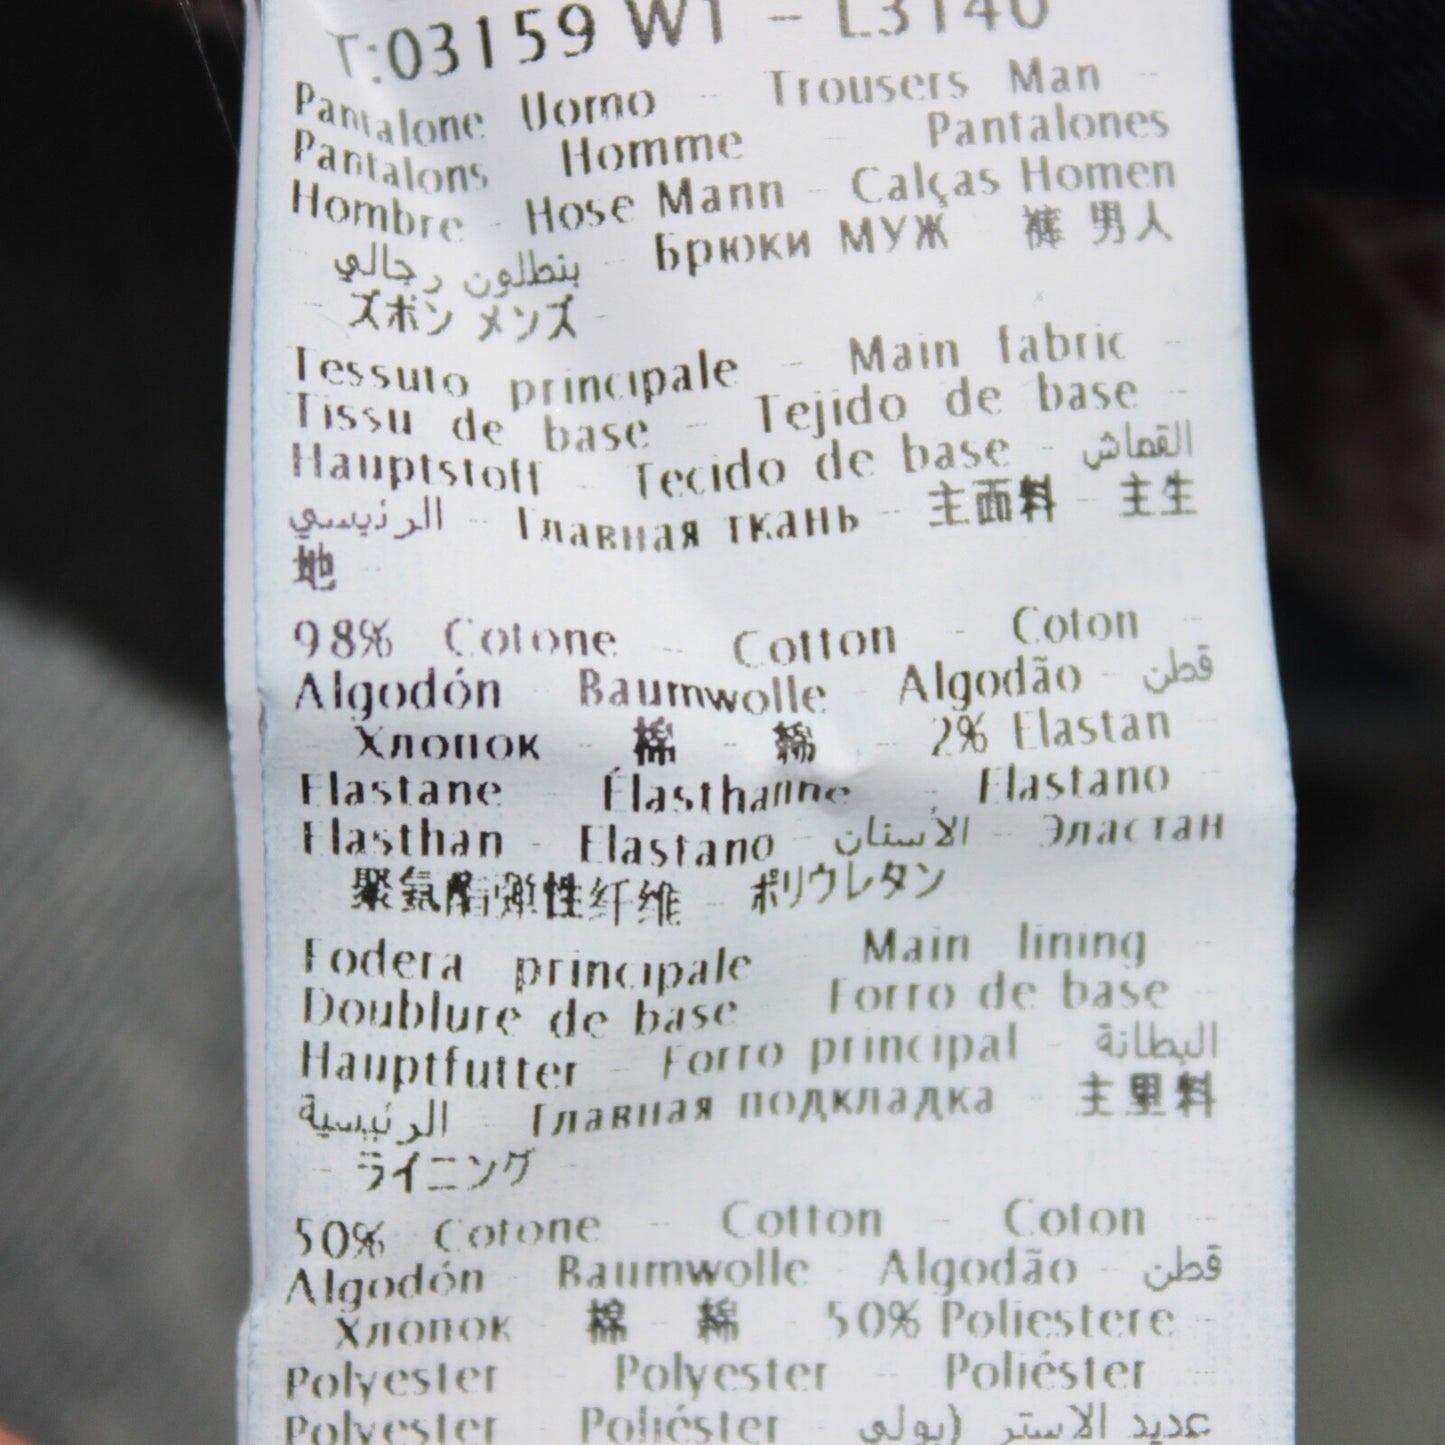 T:03159 W1 - L3140
Pantalone Uomo - Trousers Man -
Pantalons Homme - Pantalones
Hombre - Hose Mann - Calças Homen
بنطلون رجالي - Брюки МУЖ - 裤 男人
- ズボン メンズ
Tessuto principale - Main fabric -
Tissu de base - Tejido de base -
Hauptstoff - Tecido de base - القماش
الرئيسي - Главная ткань - 主面料 - 主生
地
98% Cotone - Cotton - Coton -
Algodón - Baumwolle - Algodão - قطن
- Хлопок - 棉 - 綿 - 2% Elastan -
Elastane - Élasthanne - Elastano -
Elasthan - Elastano - الأستان - Эластан
- 聚氨酯弹性纤维 - ポリウレタン
Fodera principale - Main lining -
Doublure de base - Forro de base -
Hauptfutter - Forro principal - البطانة
الرئيسية - Главная подкладка - 主里料
- ライニング
50% Cotone - Cotton - Coton -
Algodón - Baumwolle - Algodão - قطن
- Хлопок - 棉 - 綿 - 50% Poliestere -
Polyester - Polyester - Poliéster -
Polyester - Poliéster - عديد الاستر (بولي